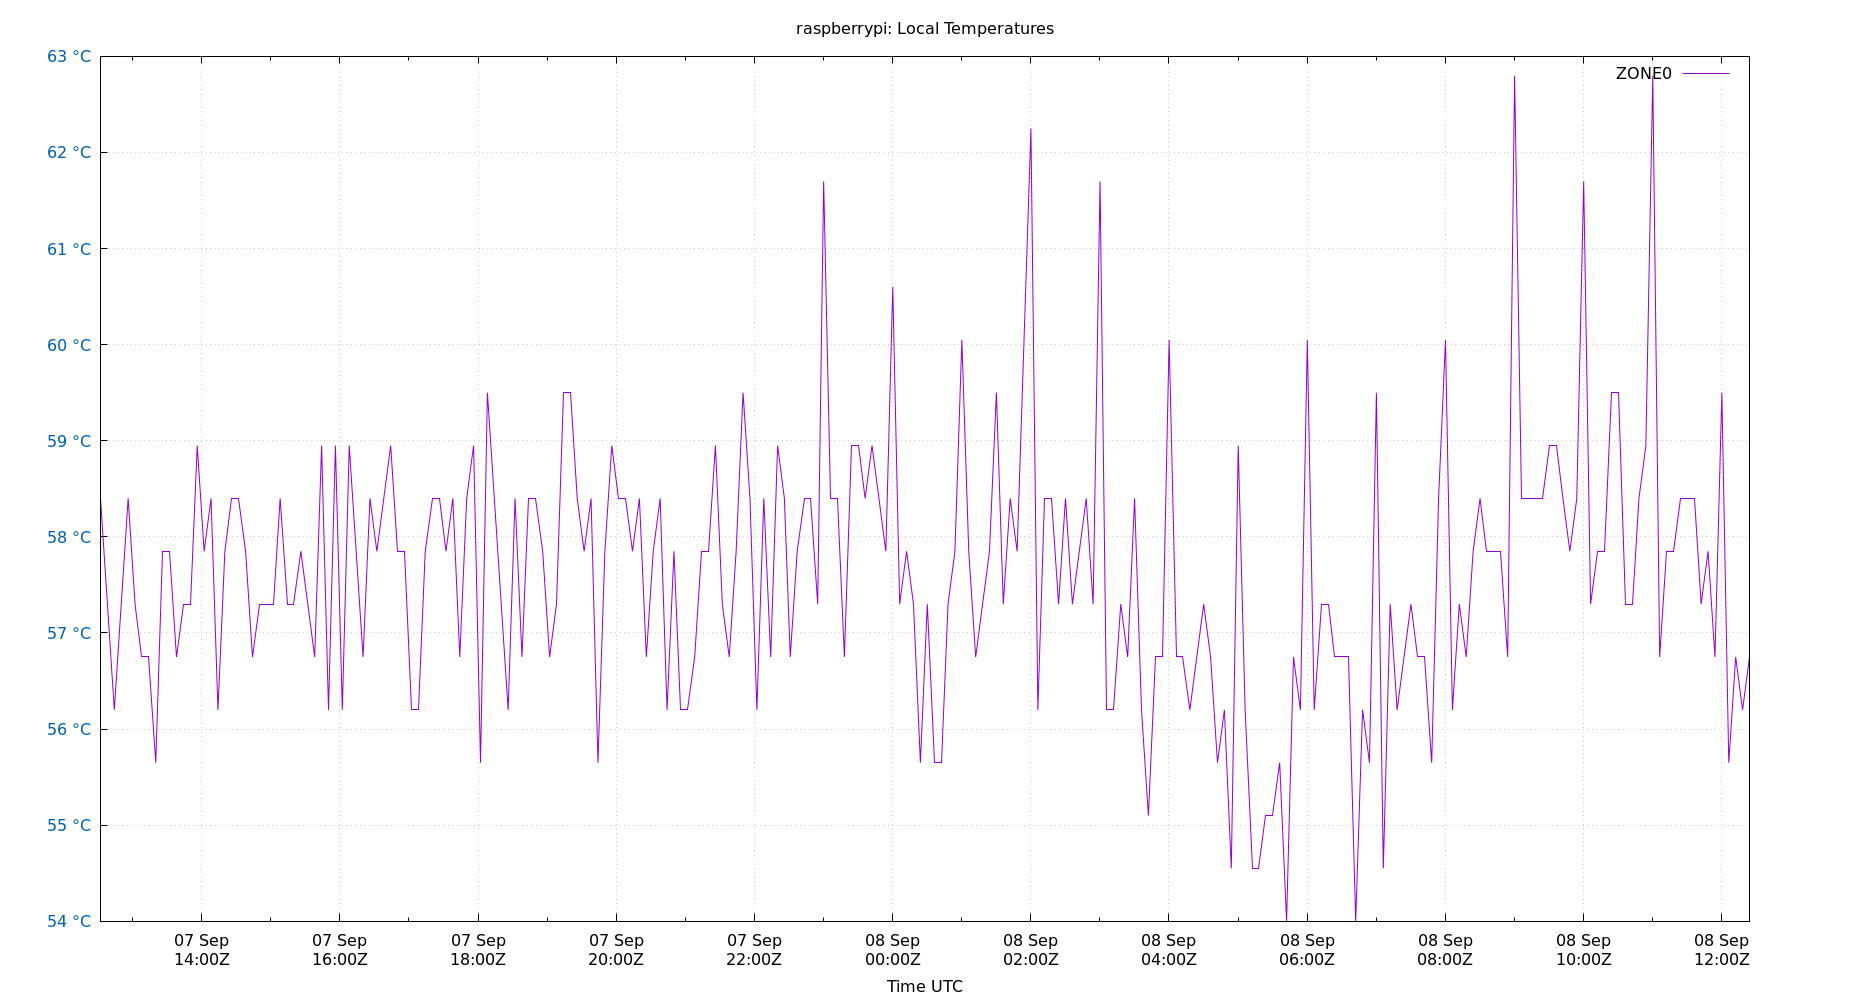 raspberrypi: Local Temperatures
63 °C
ZONE0
62 °C
61 °C
60 °C
59 °C
58 °C
57 °C
56 °C
55 °C
54 °C
07 Sep 07 Sep 07 Sep 07 Sep 07 Sep 08 Sep 08 Sep 08 Sep 08 Sep 08 Sep 08 Sep 08 Sep
14:00Z 16:00Z 18:00Z 20:00Z 22:00Z 00:00Z 02:00Z 04:00Z 06:00Z 08:00Z 10:00Z 12:00Z
Time UTC